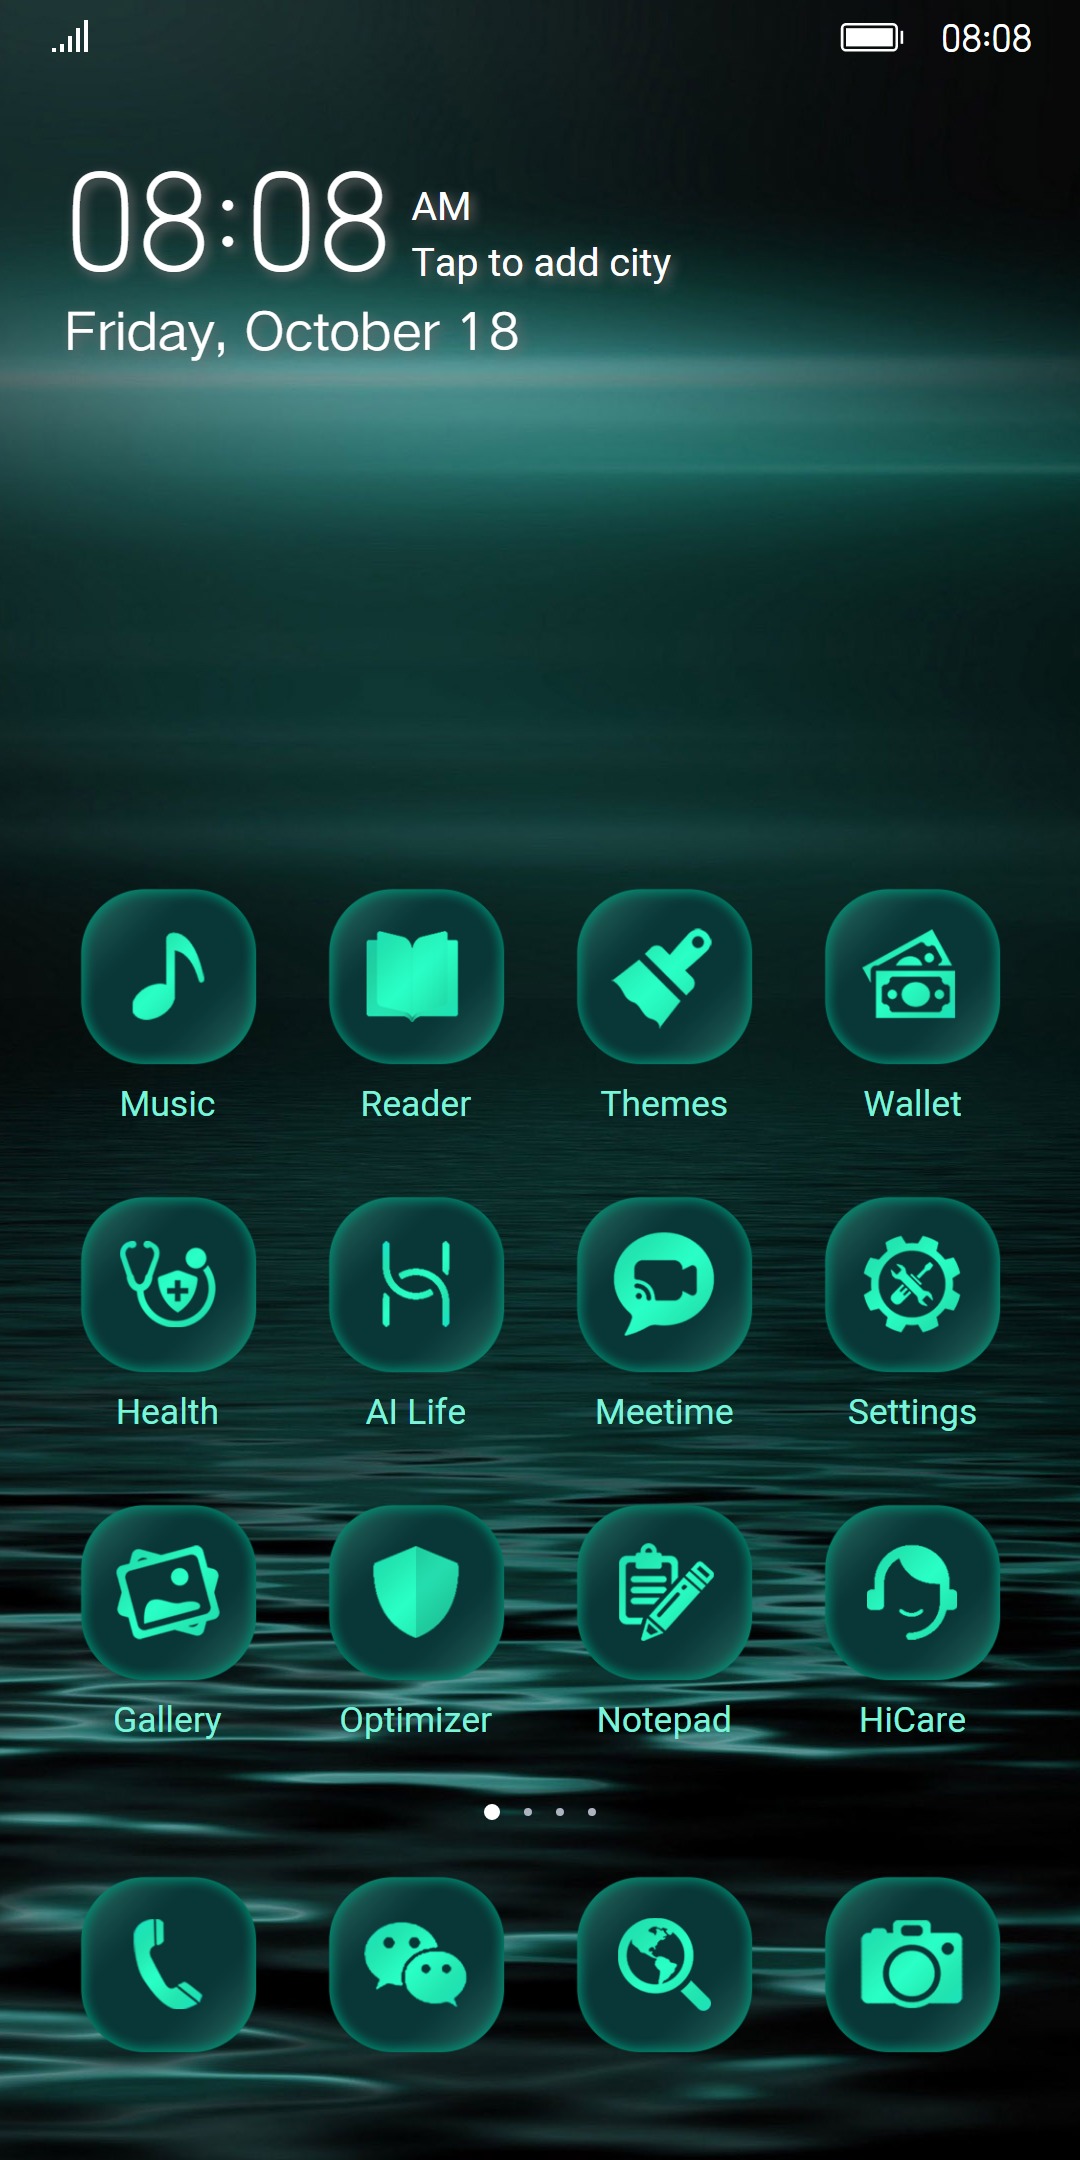 08:08
08:08 AM
Tap to add city
Friday, October 18
Music Reader Themes Wallet
Health AI Life Meetime Settings
Gallery Optimizer Notepad HiCare